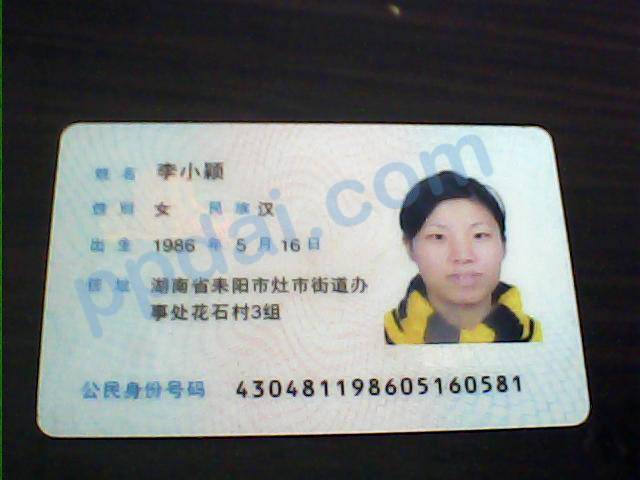 姓名 李小颖
性别 女 民族 汉
出生 1986 年 5 月 16 日
住址 湖南省耒阳市灶市街道办
事处花石村3组
公民身份号码 430481198605160581
ppdai.com